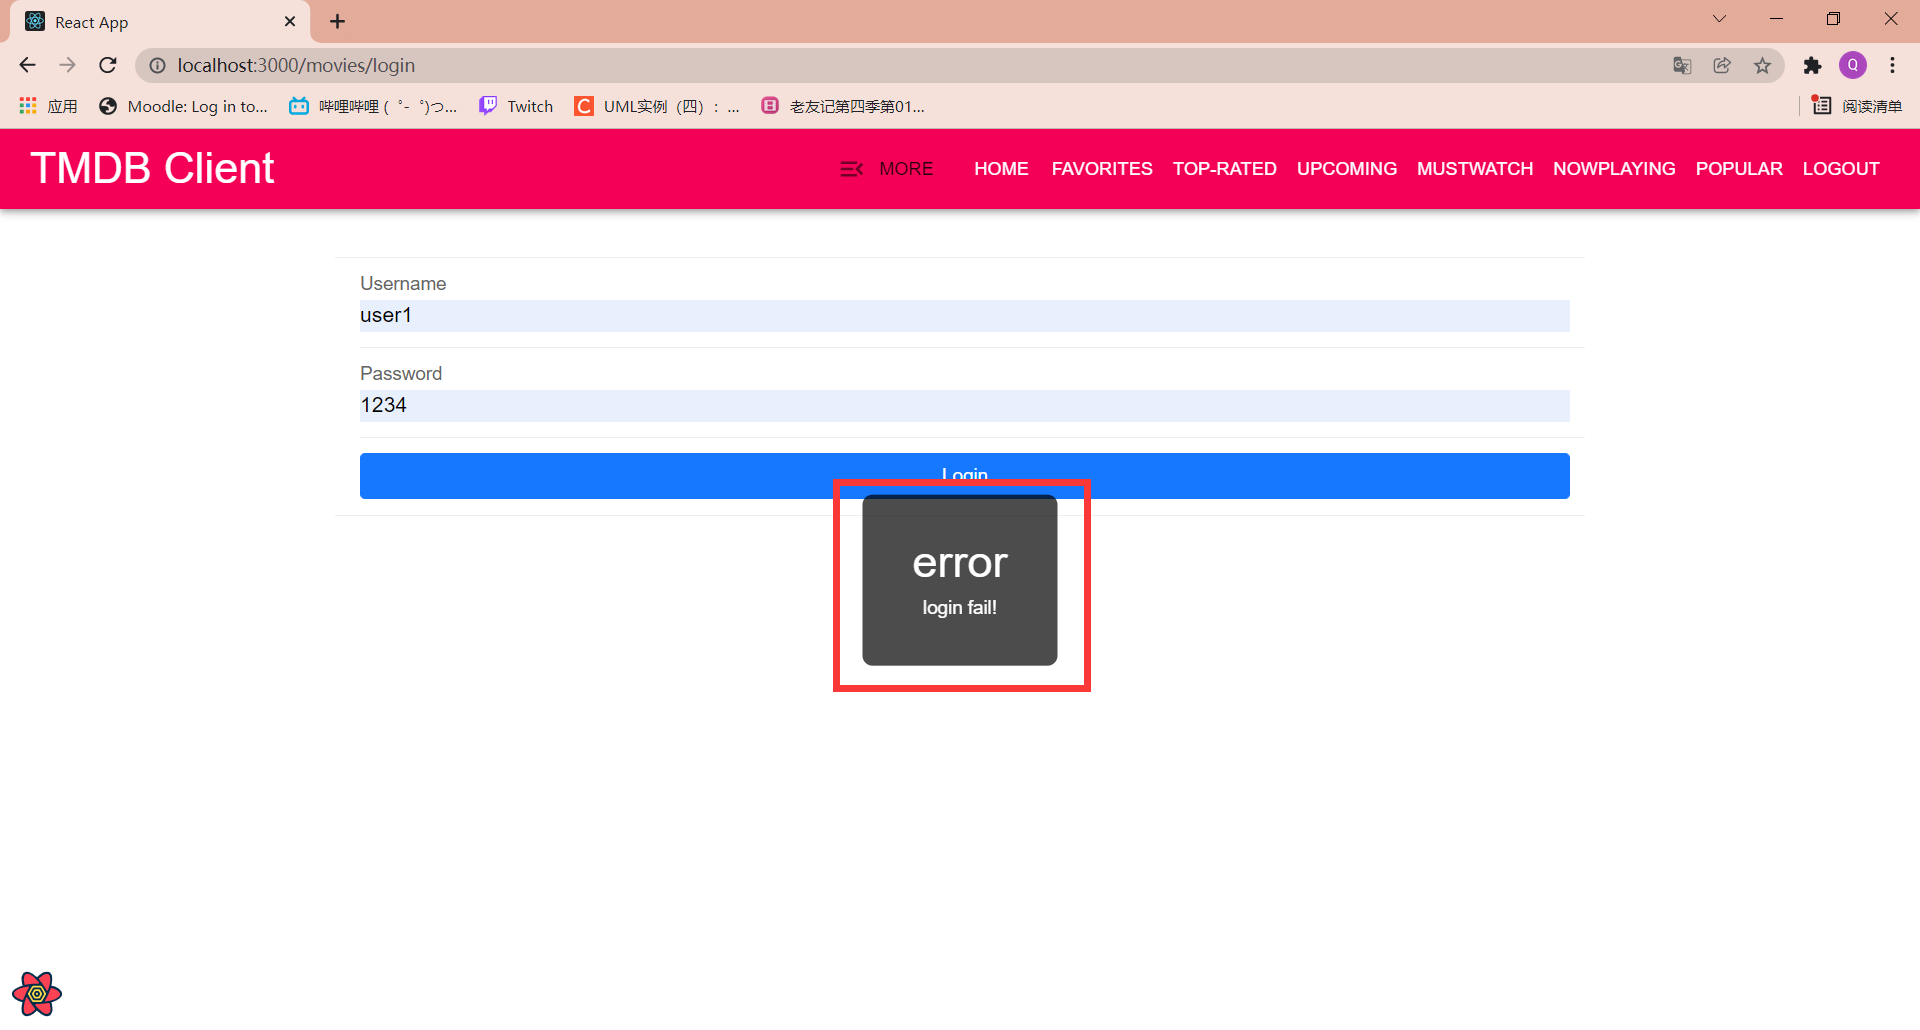 React App
localhost:3000/movies/login
Q
应用
Moodle: Log in to...
哔哩哔哩 ( ゜- ゜)つ...
Twitch
C
UML实例（四）：...
老友记第四季第01...
阅读清单
TMDB Client
MORE
HOME
FAVORITES
TOP-RATED
UPCOMING
MUSTWATCH
NOWPLAYING
POPULAR
LOGOUT
Username
user1
Password
1234
Login
error
login fail!